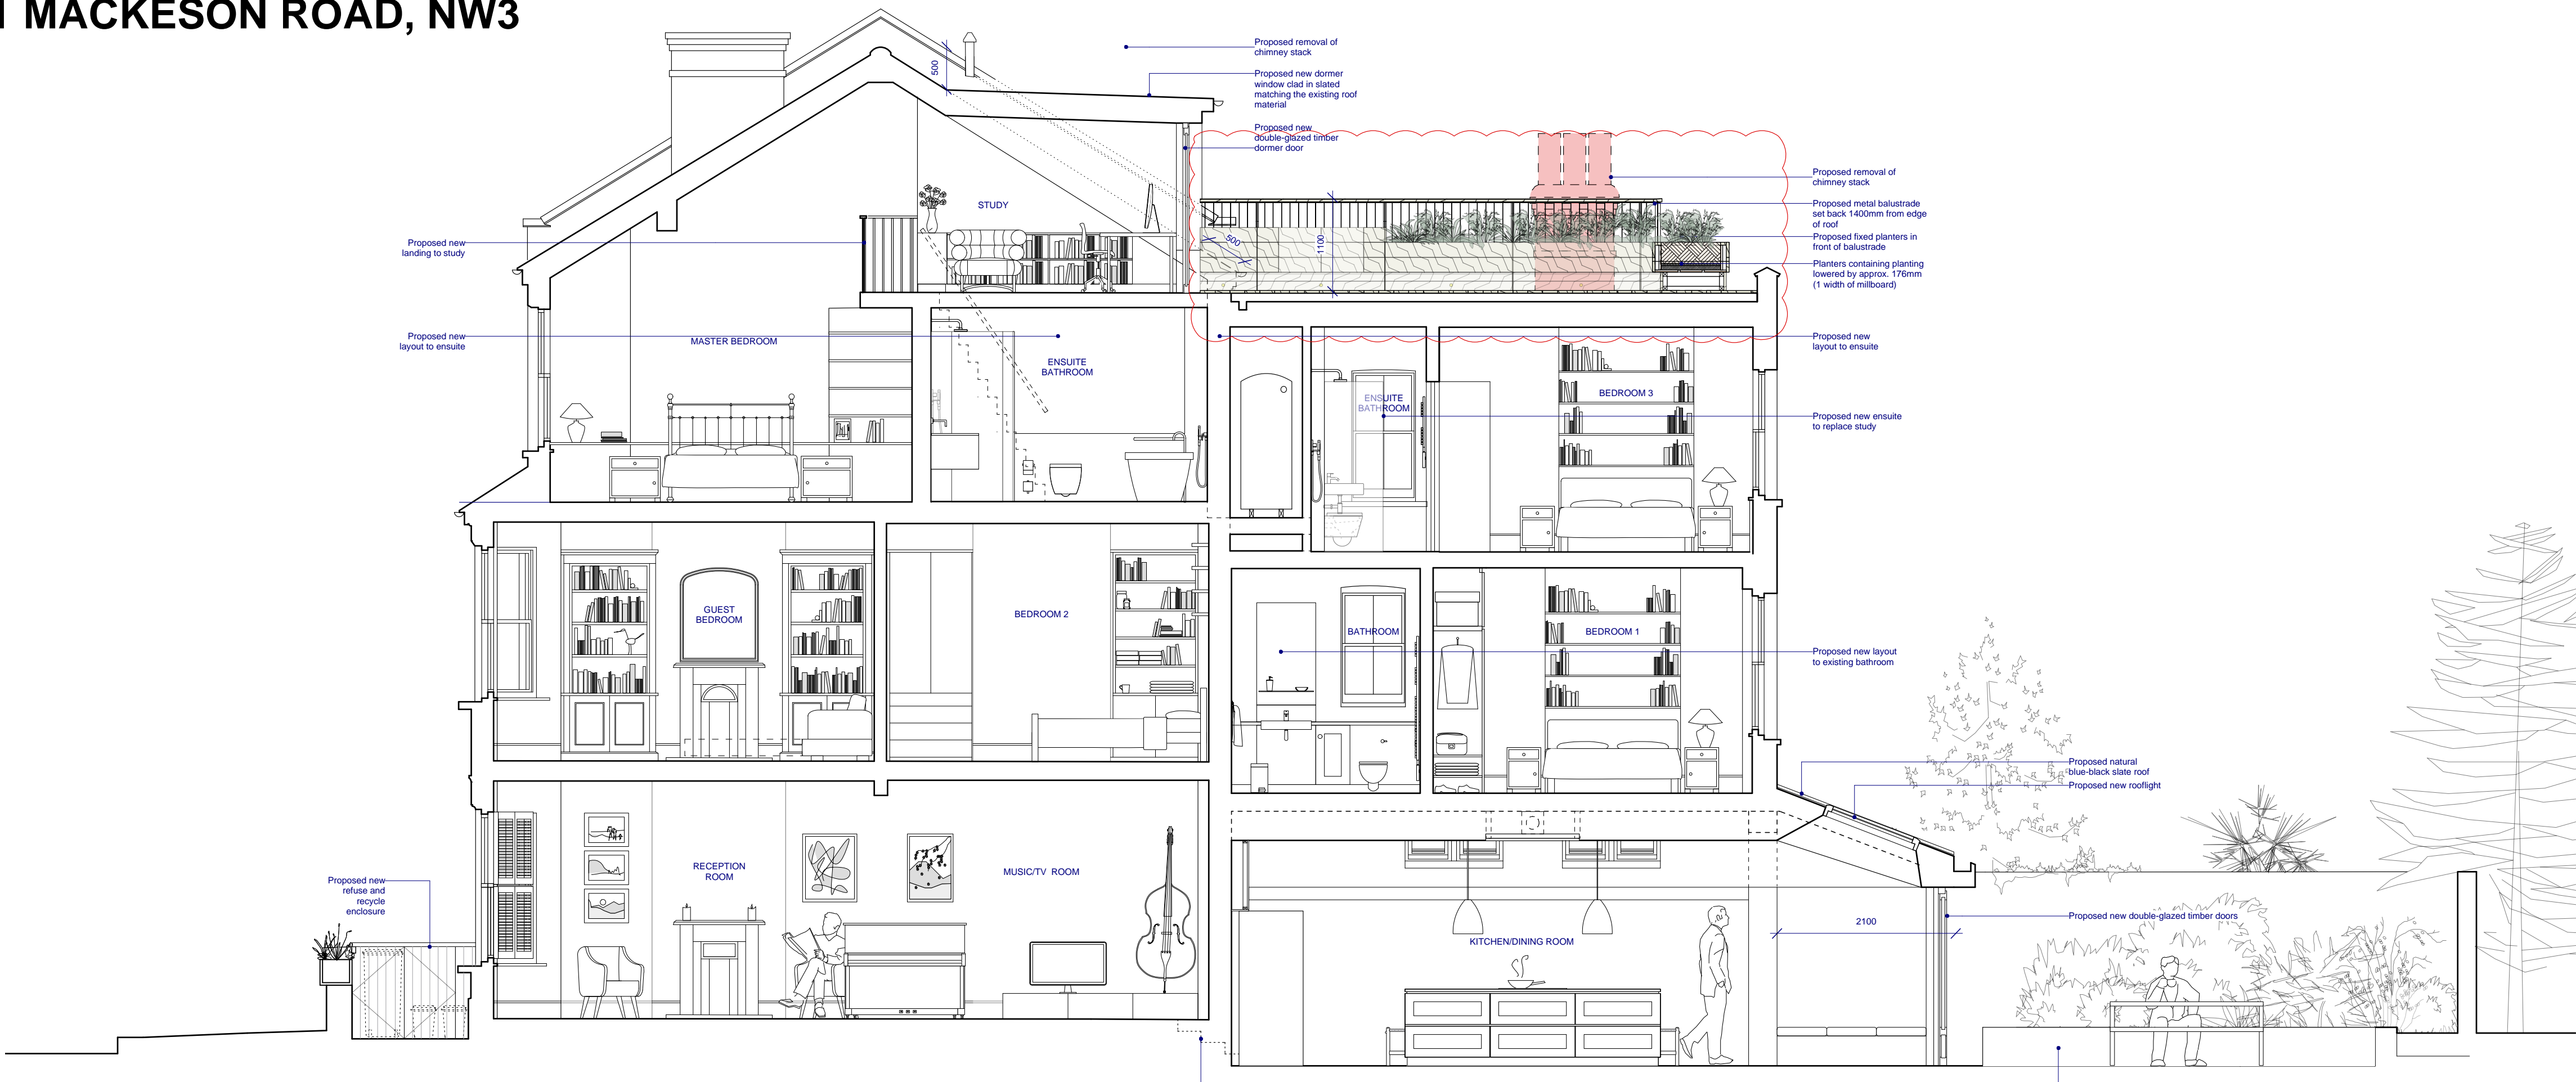 MACKESON ROAD, NW3
Proposed removal of
chimney stack
Proposed new dormer
window clad in slated
matching the existing roof
material
Proposed new
double-glazed timber
dormer door
500
Proposed removal of
chimney stack
Proposed metal balustrade
set back 1400mm from edge
of roof
Proposed fixed planters in
front of balustrade
Planters containing planting
lowered by approx. 176mm
(1 width of millboard)
STUDY
500
1100
Proposed new
landing to study
Proposed new
layout to ensuite
MASTER BEDROOM
ENSUITE
BATHROOM
ENSUITE
BATHROOM
BEDROOM 3
Proposed new
layout to ensuite
Proposed new ensuite
to replace study
GUEST
BEDROOM
BEDROOM 2
BATHROOM
BEDROOM 1
Proposed new layout
to existing bathroom
Proposed natural
blue-black slate roof
Proposed new rooflight
Proposed new
refuse and
recycle
enclosure
RECEPTION
ROOM
MUSIC/TV ROOM
KITCHEN/DINING ROOM
2100
Proposed new double-glazed timber doors